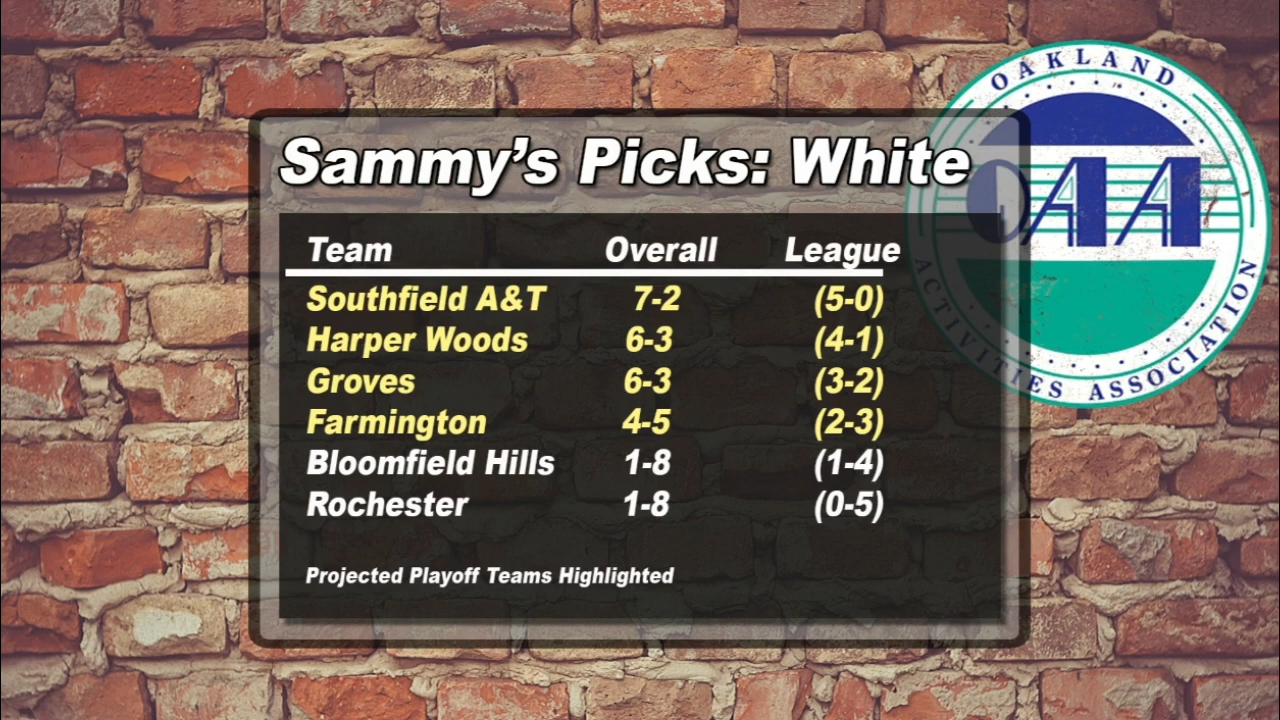 Sammy's Picks: White
OAKLAND
OAA
ACTIVITIES ASSOCIATION
Team Overall League
Southfield A&T 7-2 (5-0)
Harper Woods 6-3 (4-1)
Groves 6-3 (3-2)
Farmington 4-5 (2-3)
Bloomfield Hills 1-8 (1-4)
Rochester 1-8 (0-5)
Projected Playoff Teams Highlighted